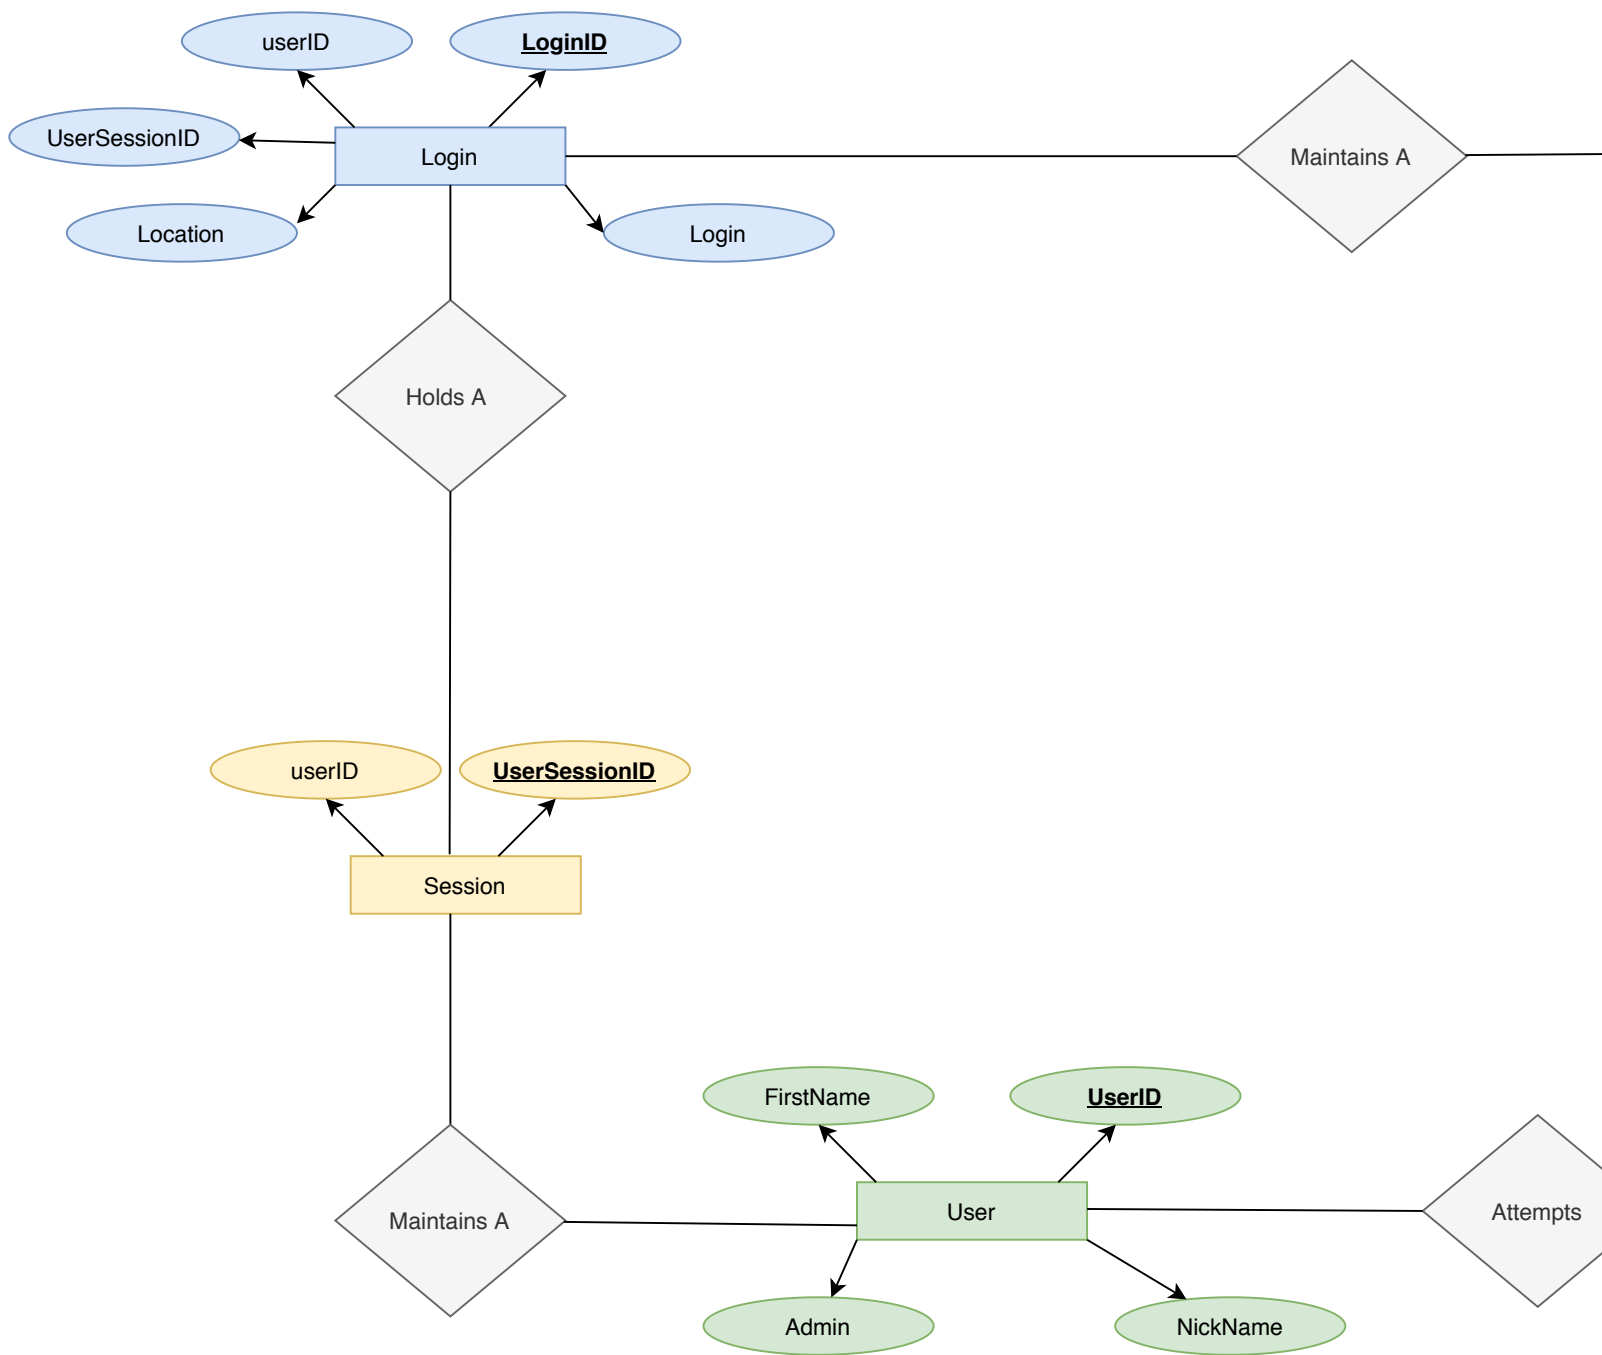 userID
LoginID
UserSessionID
Login
Maintains A
Location
Login
Holds A
userID
UserSessionID
Session
FirstName
UserID
Maintains A
User
Attempts
Admin
NickName